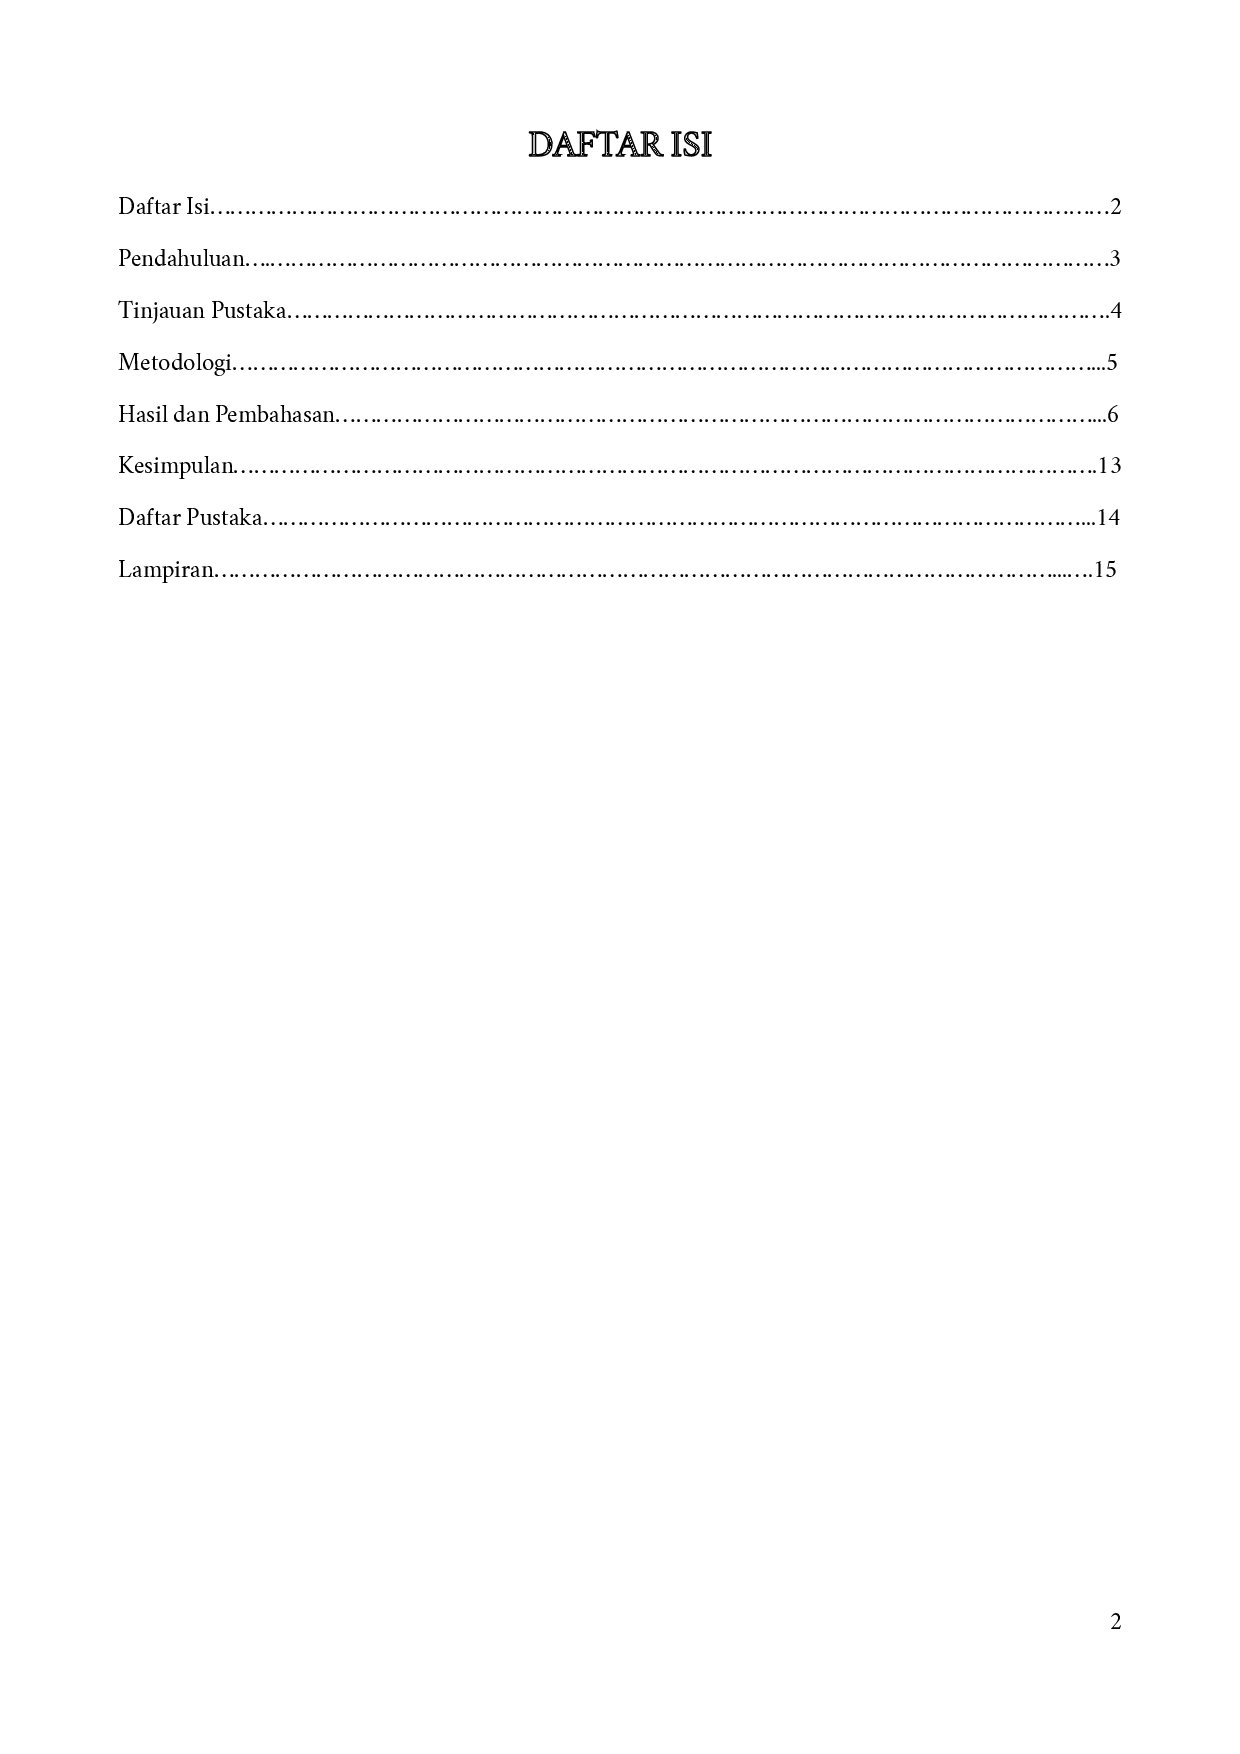 DAFTAR ISI
Daftar Isi……………………………………………………………………………………………………………………2
Pendahuluan….……………………………………………………………………………………………………………3
Tinjauan Pustaka………………………………………………………………………………………………………….4
Metodologi………………………………………………………………………………………………………………...5
Hasil dan Pembahasan…………………………………………………………………………………………………...6
Kesimpulan……………………………………………………………………………………………………………….13
Daftar Pustaka…………………………………………………………………………………………………………...14
Lampiran……………………………………………………………………………………………………………...….15
2